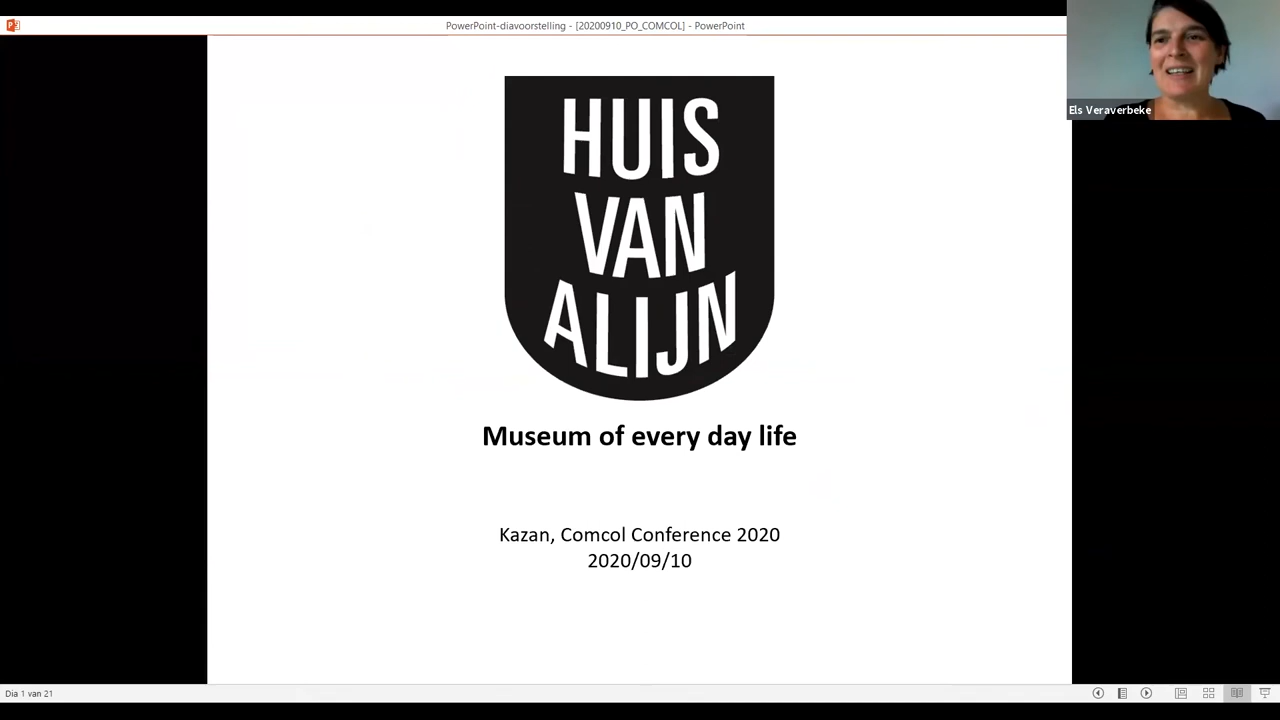 PowerPoint-diavoorstelling - [20200910_PO_COMCOL] - PowerPoint
Els Veraverbeke
HUIS
VAN
ALIJN
Museum of every day life
Kazan, Comcol Conference 2020
2020/09/10
Dia 1 van 21